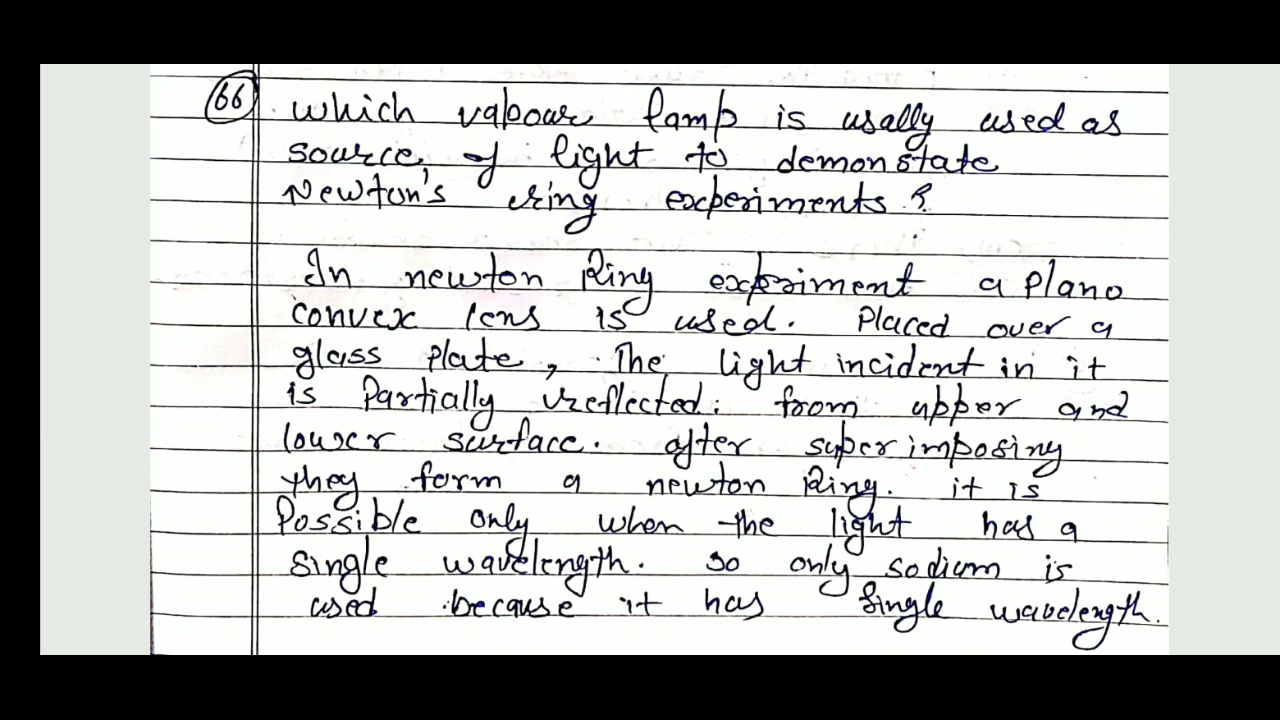 66 which vapour lamp is usally used as
source of light to demonstate
Newton's ring experiments ?
In newton Ring experiment a plano
convex lens is used. Placed over a
glass plate, The light incident in it
is Partially reflected. from upper and
lower surface. after superimposing
they form a newton Ring. it is
Possible only when the light has a
single wavelength. so only sodium is
used because it has single wavelength.